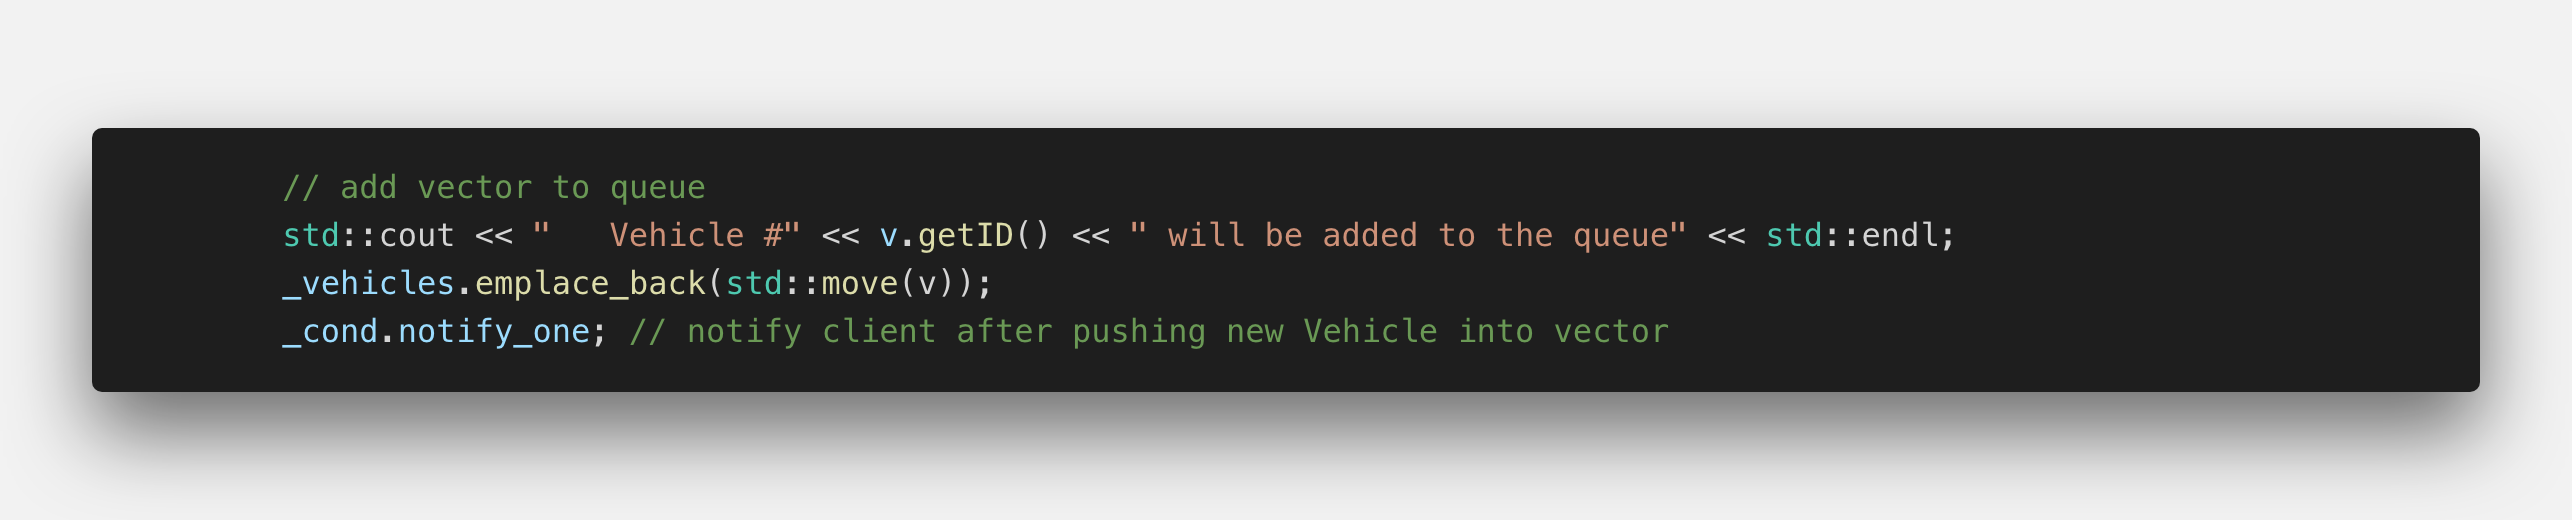 // add vector to queue
std::cout << "   Vehicle #" << v.getID() << " will be added to the queue" << std::endl;
_vehicles.emplace_back(std::move(v));
_cond.notify_one; // notify client after pushing new Vehicle into vector